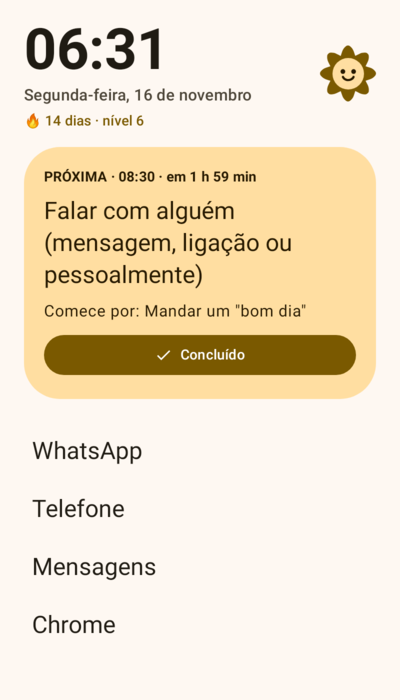 06:31
Segunda-feira, 16 de novembro
🔥 14 dias · nível 6
PRÓXIMA · 08:30 · em 1 h 59 min
Falar com alguém
(mensagem, ligação ou
pessoalmente)
Comece por: Mandar um "bom dia"
✓ Concluído
WhatsApp
Telefone
Mensagens
Chrome